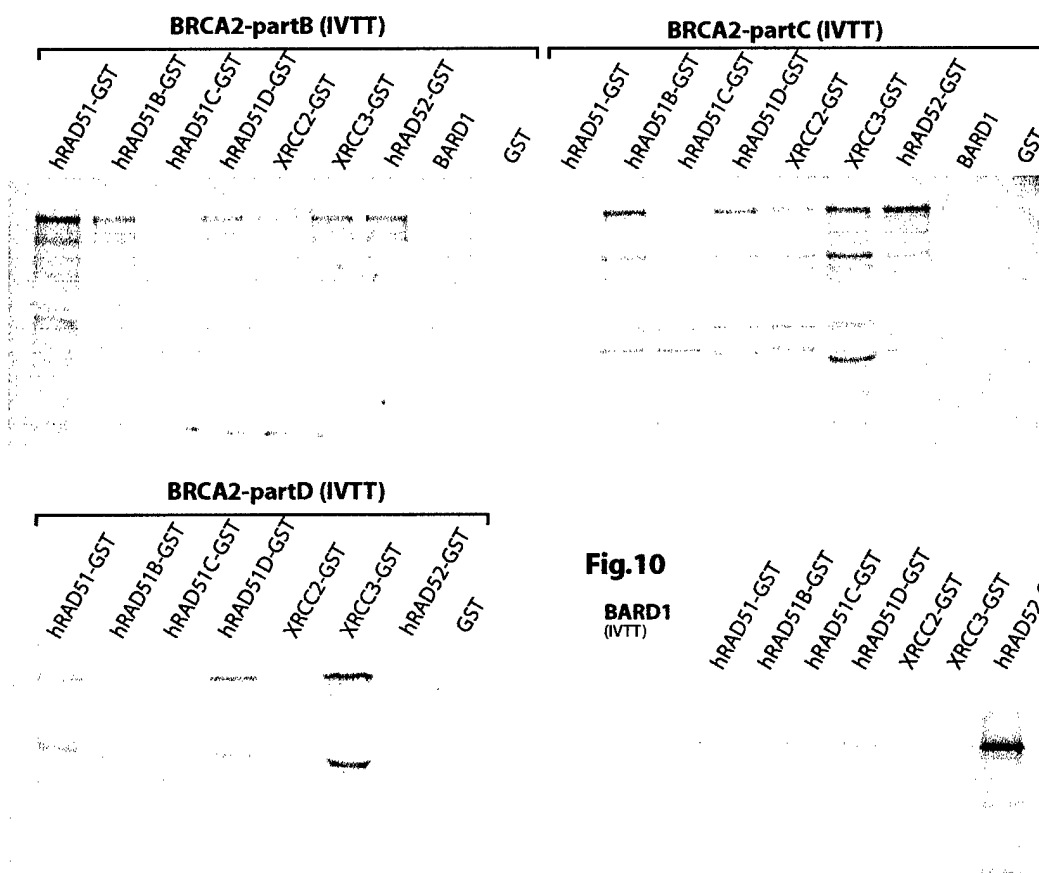 BRCA2-partB (IVTT)
hRAD51-GST
hRAD51B-GST
hRAD51C-GST
hRAD51D-GST
XRCC2-GST
XRCC3-GST
hRAD52-GST
BARD1
GST
BRCA2-partC (IVTT)
hRAD51-GST
hRAD51B-GST
hRAD51C-GST
hRAD51D-GST
XRCC2-GST
XRCC3-GST
hRAD52-GST
BARD1
GST
BRCA2-partD (IVTT)
hRAD51-GST
hRAD51B-GST
hRAD51C-GST
hRAD51D-GST
XRCC2-GST
XRCC3-GST
hRAD52-GST
GST
Fig.10
BARD1
(IVTT)
hRAD51-GST
hRAD51B-GST
hRAD51C-GST
hRAD51D-GST
XRCC2-GST
XRCC3-GST